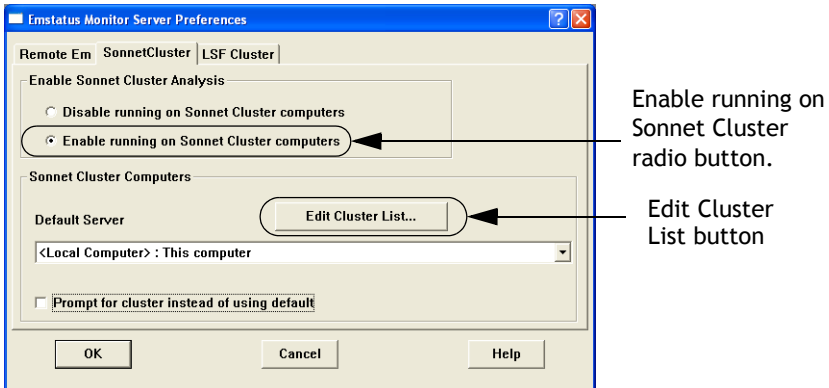 Emstatus Monitor Server Preferences
Remote Em SonnetCluster LSF Cluster
Enable Sonnet Cluster Analysis
Disable running on Sonnet Cluster computers
Enable running on Sonnet Cluster computers
Enable running on
Sonnet Cluster
radio button.
Sonnet Cluster Computers
Default Server
Edit Cluster List...
Edit Cluster
List button
<Local Computer> : This computer
Prompt for cluster instead of using default
OK Cancel Help